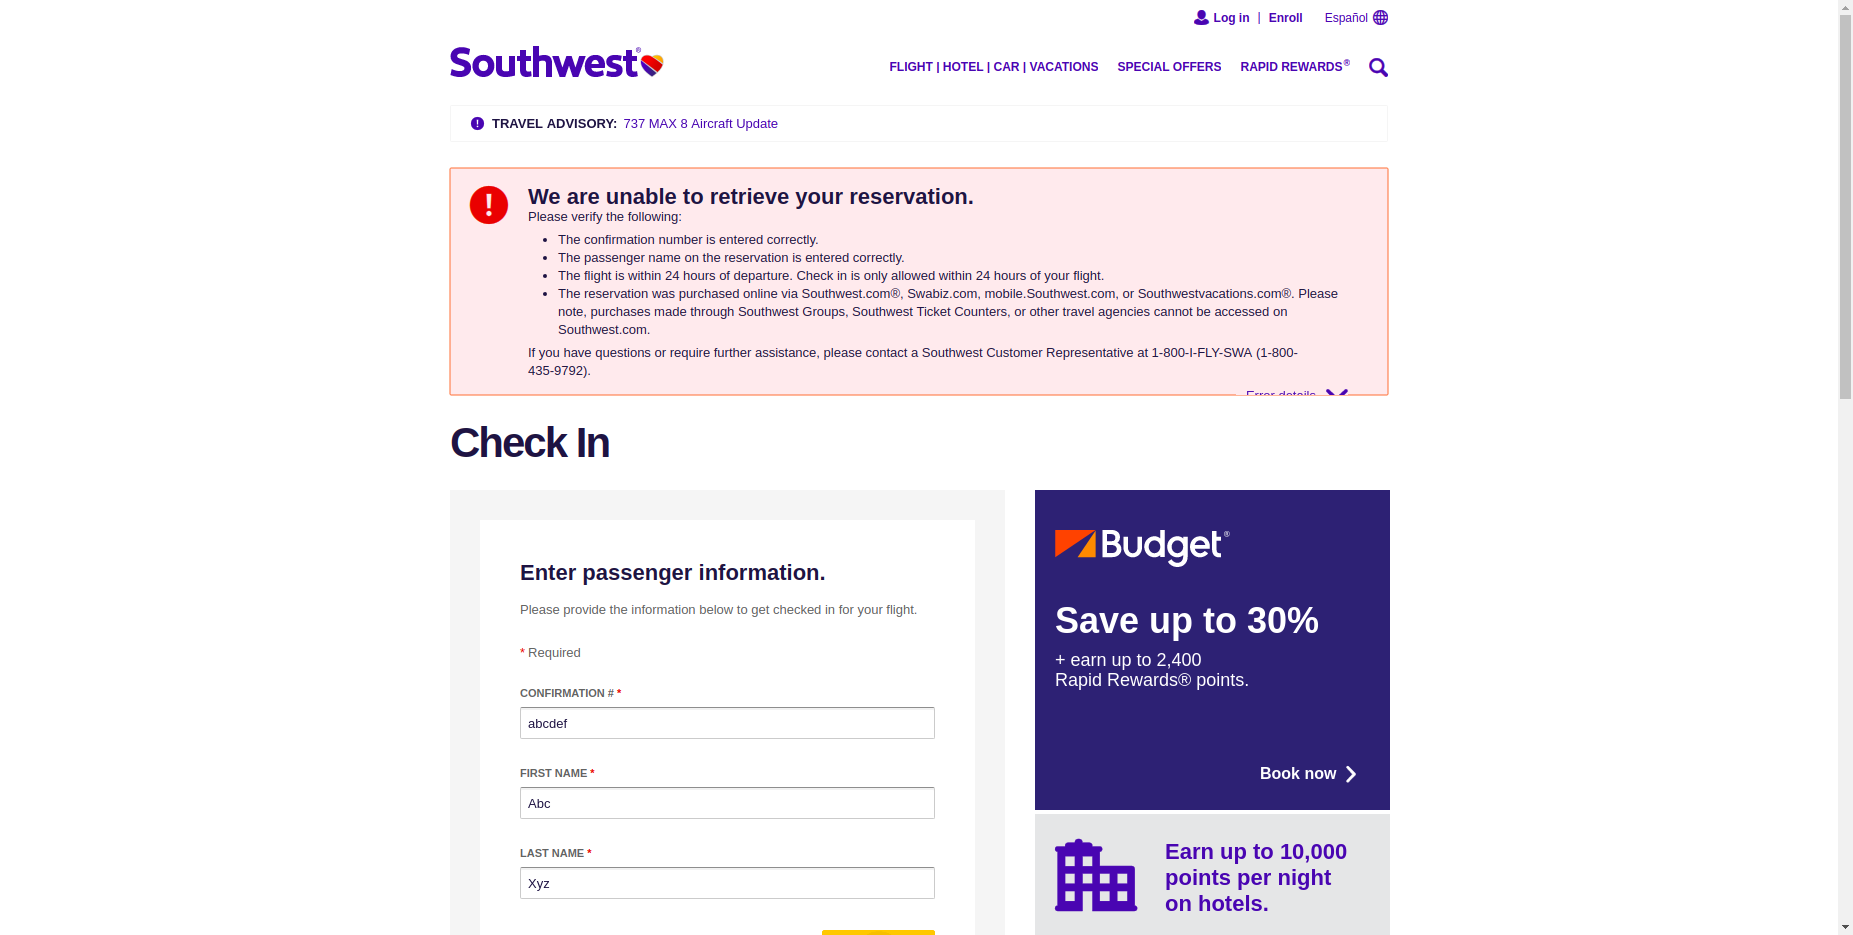 Log in | Enroll Español
Southwest®
FLIGHT | HOTEL | CAR | VACATIONS SPECIAL OFFERS RAPID REWARDS®
TRAVEL ADVISORY: 737 MAX 8 Aircraft Update
We are unable to retrieve your reservation.
Please verify the following:
• The confirmation number is entered correctly.
• The passenger name on the reservation is entered correctly.
• The flight is within 24 hours of departure. Check in is only allowed within 24 hours of your flight.
• The reservation was purchased online via Southwest.com®, Swabiz.com, mobile.Southwest.com, or Southwestvacations.com®. Please
note, purchases made through Southwest Groups, Southwest Ticket Counters, or other travel agencies cannot be accessed on
Southwest.com.
If you have questions or require further assistance, please contact a Southwest Customer Representative at 1-800-I-FLY-SWA (1-800-
435-9792).
Error details
Check In
Enter passenger information.
Please provide the information below to get checked in for your flight.
* Required
CONFIRMATION # *
abcdef
FIRST NAME *
Abc
LAST NAME *
Xyz
Budget®
Save up to 30%
+ earn up to 2,400
Rapid Rewards® points.
Book now
Earn up to 10,000
points per night
on hotels.